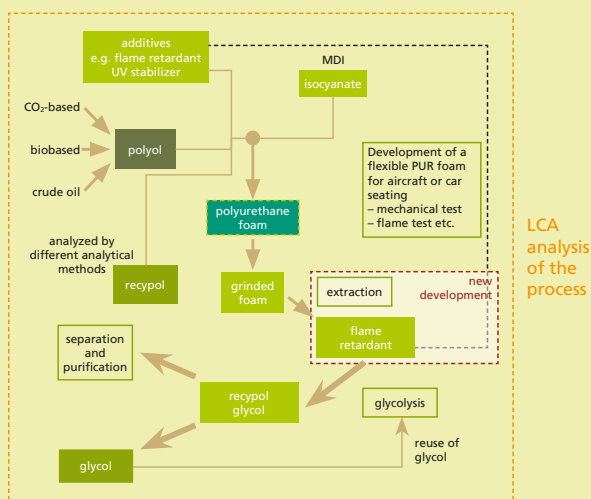 additives
e.g. flame retardant
UV stabilizer
MDI
isocyanate
CO₂-based
biobased
polyol
crude oil
Development of a
flexible PUR foam
for aircraft or car
seating
– mechanical test
– flame test etc.
polyurethane
foam
LCA
analysis
of the
process
analyzed by
different analytical
methods
recypol
grinded
foam
extraction
new
development
flame
retardant
separation
and
purification
recypol
glycol
glycolysis
glycol
reuse of
glycol